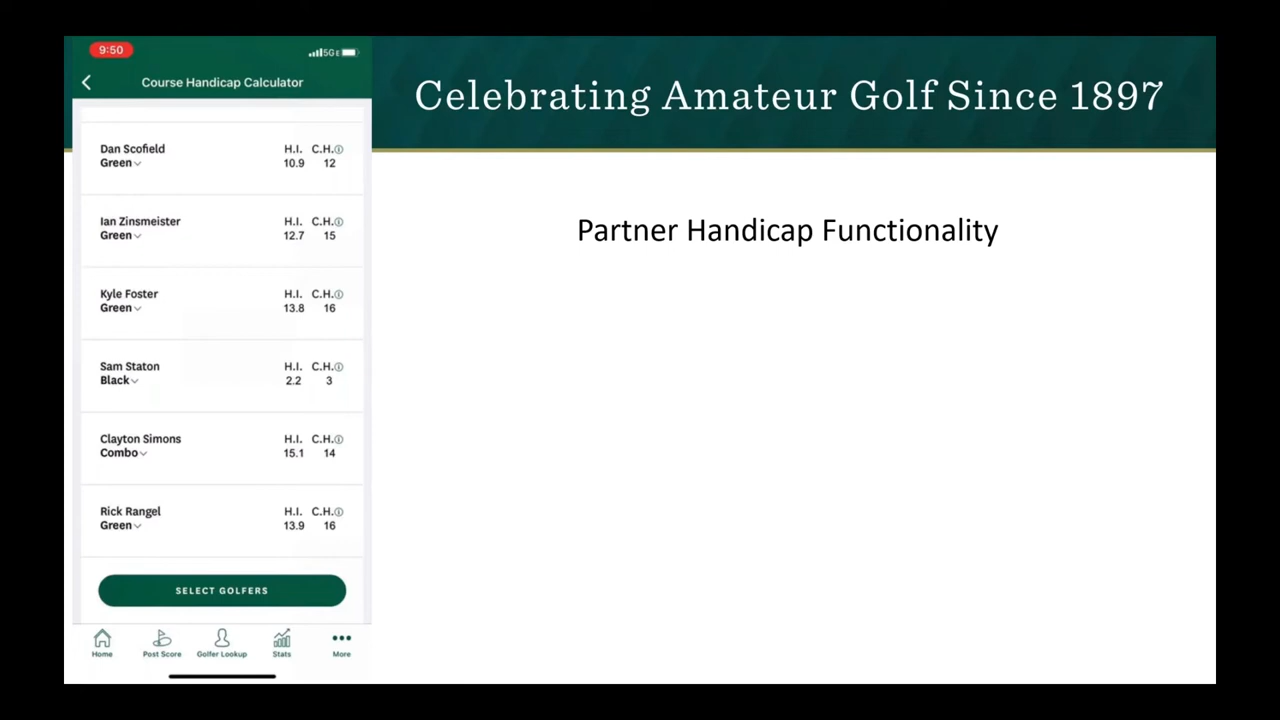 9:50
5G E
Course Handicap Calculator
Celebrating Amateur Golf Since 1897
Partner Handicap Functionality
Dan Scofield H.I. C.H.
Green 10.9 12
Ian Zinsmeister H.I. C.H.
Green 12.7 15
Kyle Foster H.I. C.H.
Green 13.8 16
Sam Staton H.I. C.H.
Black 2.2 3
Clayton Simons H.I. C.H.
Combo 15.1 14
Rick Rangel H.I. C.H.
Green 13.9 16
SELECT GOLFERS
Home Post Score Golfer Lookup Stats More